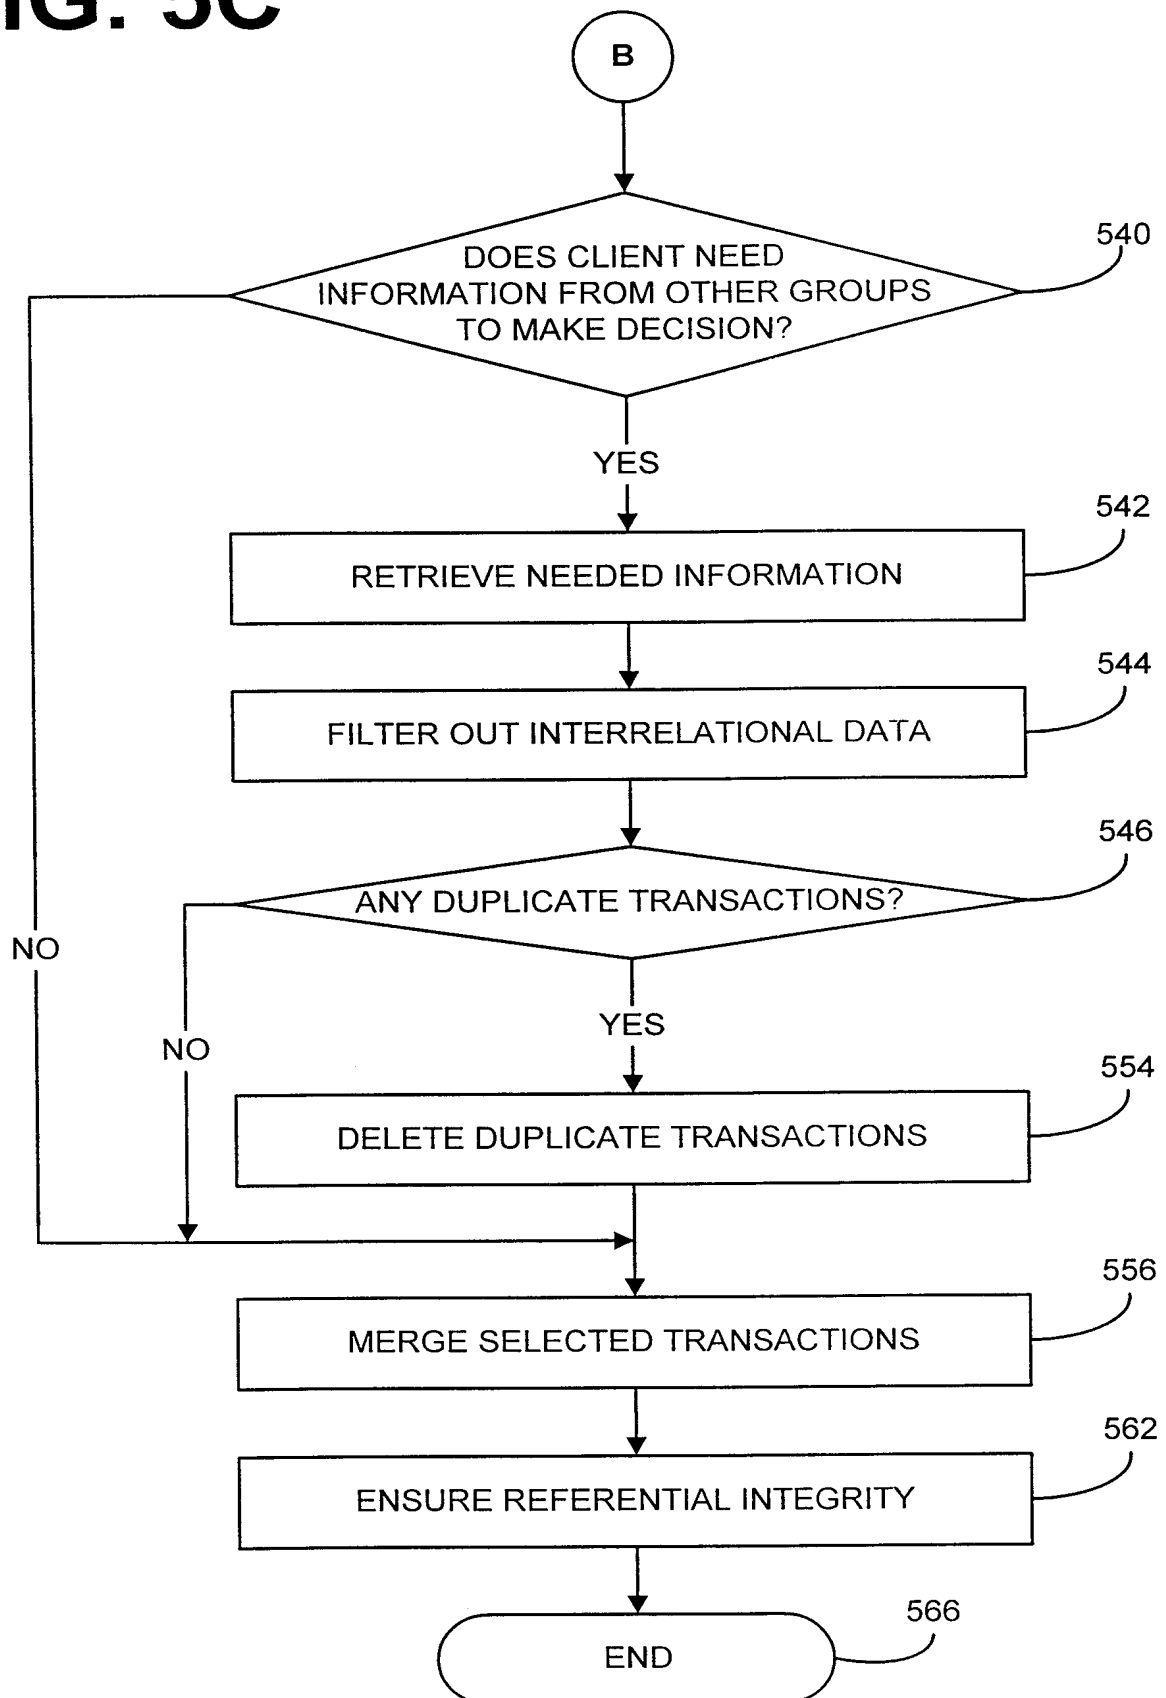 FIG. 5C
B
540
DOES CLIENT NEED
INFORMATION FROM OTHER GROUPS
TO MAKE DECISION?
YES
542
RETRIEVE NEEDED INFORMATION
544
FILTER OUT INTERRELATIONAL DATA
546
ANY DUPLICATE TRANSACTIONS?
NO
YES
NO
554
DELETE DUPLICATE TRANSACTIONS
556
MERGE SELECTED TRANSACTIONS
562
ENSURE REFERENTIAL INTEGRITY
566
END